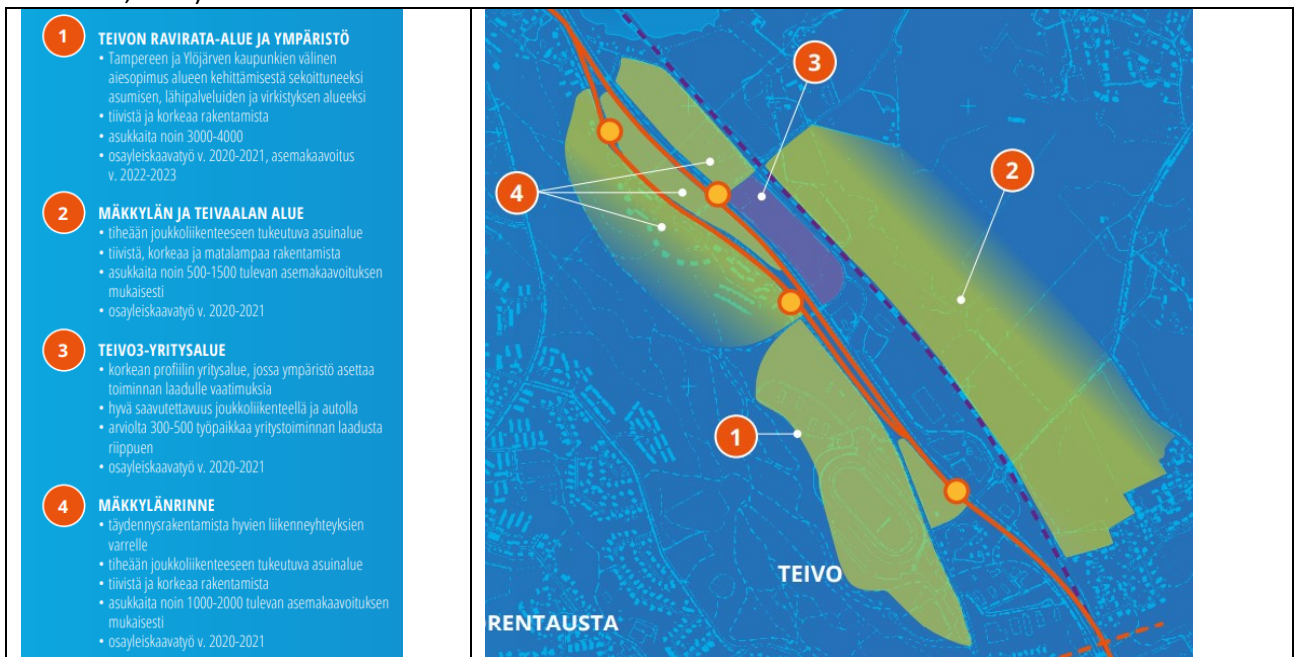 1
TEIVON RAVIRATA-ALUE JA YMPÄRISTÖ
• Tampereen ja Ylöjärven kaupunkien välinen
aiesopimus alueen kehittämisestä sekoittuneeksi
asumisen, lähipalveluiden ja virkistyksen alueeksi
• tiivistä ja korkeaa rakentamista
• asukkaita noin 3000-4000
• osayleiskaavatyö v. 2020-2021, asemakaavoitus
v. 2022-2023
2
MÄKKYLÄN JA TEIVAALAN ALUE
• tiheään joukkoliikenteeseen tukeutuva asuinalue
• tiivistä, korkeaa ja matalampaa rakentamista
• asukkaita noin 500-1500 tulevan asemakaavoituksen
mukaisesti
• osayleiskaavatyö v. 2020-2021
3
TEIVO3-YRITYSALUE
• korkean profiilin yritysalue, jossa ympäristö asettaa
toiminnan laadulle vaatimuksia
• hyvä saavutettavuus joukkoliikenteellä ja autolla
• arviolta 300-500 työpaikkaa yritystoiminnan laadusta
riippuen
• osayleiskaavatyö v. 2020-2021
4
MÄKKYLÄNRINNE
• täydennysrakentamista hyvien liikenneyhteyksien
varrelle
• tiheään joukkoliikenteeseen tukeutuva asuinalue
• tiivistä ja korkeaa rakentamista
• asukkaita noin 1000-2000 tulevan asemakaavoituksen
mukaisesti
• osayleiskaavatyö v. 2020-2021
3
2
4
1
TEIVO
RENTAUSTA